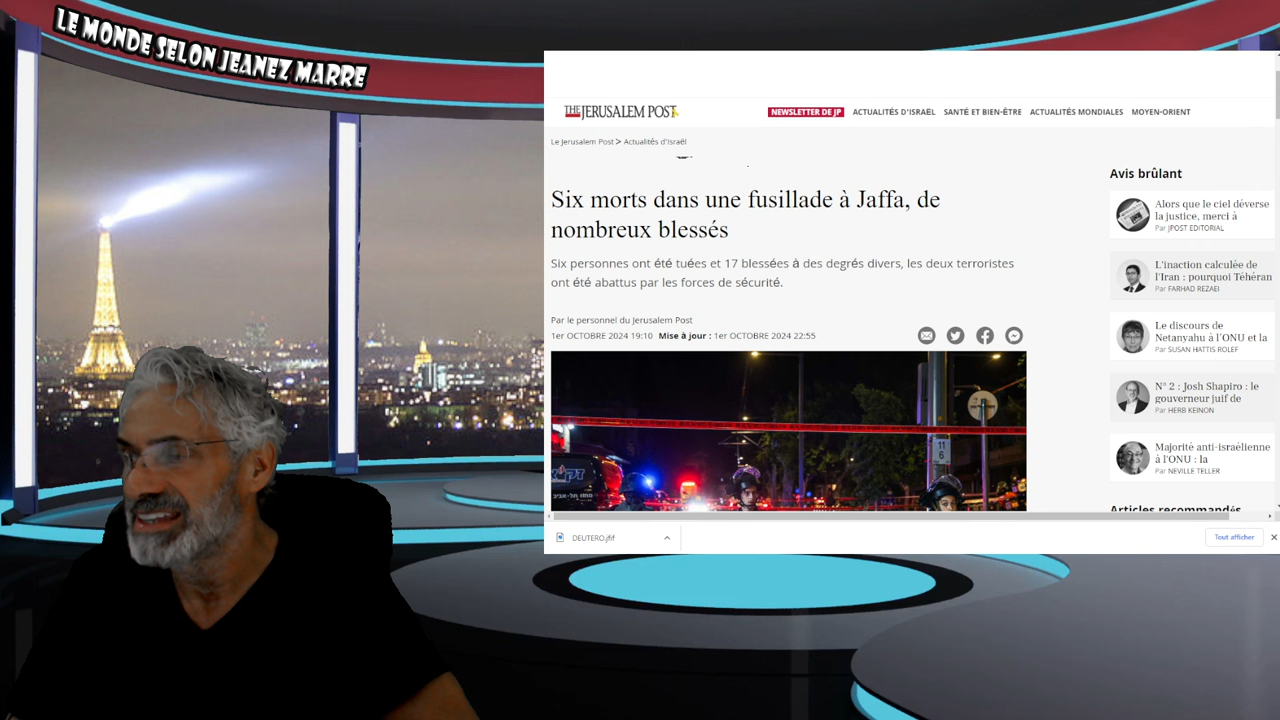 LE MONDE SELON JEANEZ MARRE
THE JERUSALEM POST
NEWSLETTER DE JP ACTUALITÉS D'ISRAËL SANTÉ ET BIEN-ÊTRE ACTUALITÉS MONDIALES MOYEN-ORIENT
Le Jerusalem Post > Actualités d'Israël
Six morts dans une fusillade à Jaffa, de
nombreux blessés
Six personnes ont été tuées et 17 blessées à des degrés divers, les deux terroristes
ont été abattus par les forces de sécurité.
Par le personnel du Jerusalem Post
1er OCTOBRE 2024 19:10 Mise à jour : 1er OCTOBRE 2024 22:55
11
6
Avis brûlant
Alors que le ciel déverse
la justice, merci à
Par JPOST EDITORIAL
L'inaction calculée de
l'Iran : pourquoi Téhéran
Par FARHAD REZAEI
Le discours de
Netanyahu à l'ONU et la
Par SUSAN HATTIS ROLEF
N° 2 : Josh Shapiro : le
gouverneur juif de
Par HERB KEINON
Majorité anti-israélienne
à l'ONU : la
Par NEVILLE TELLER
Articles recommandés
DEUTERO.jfif
Tout afficher